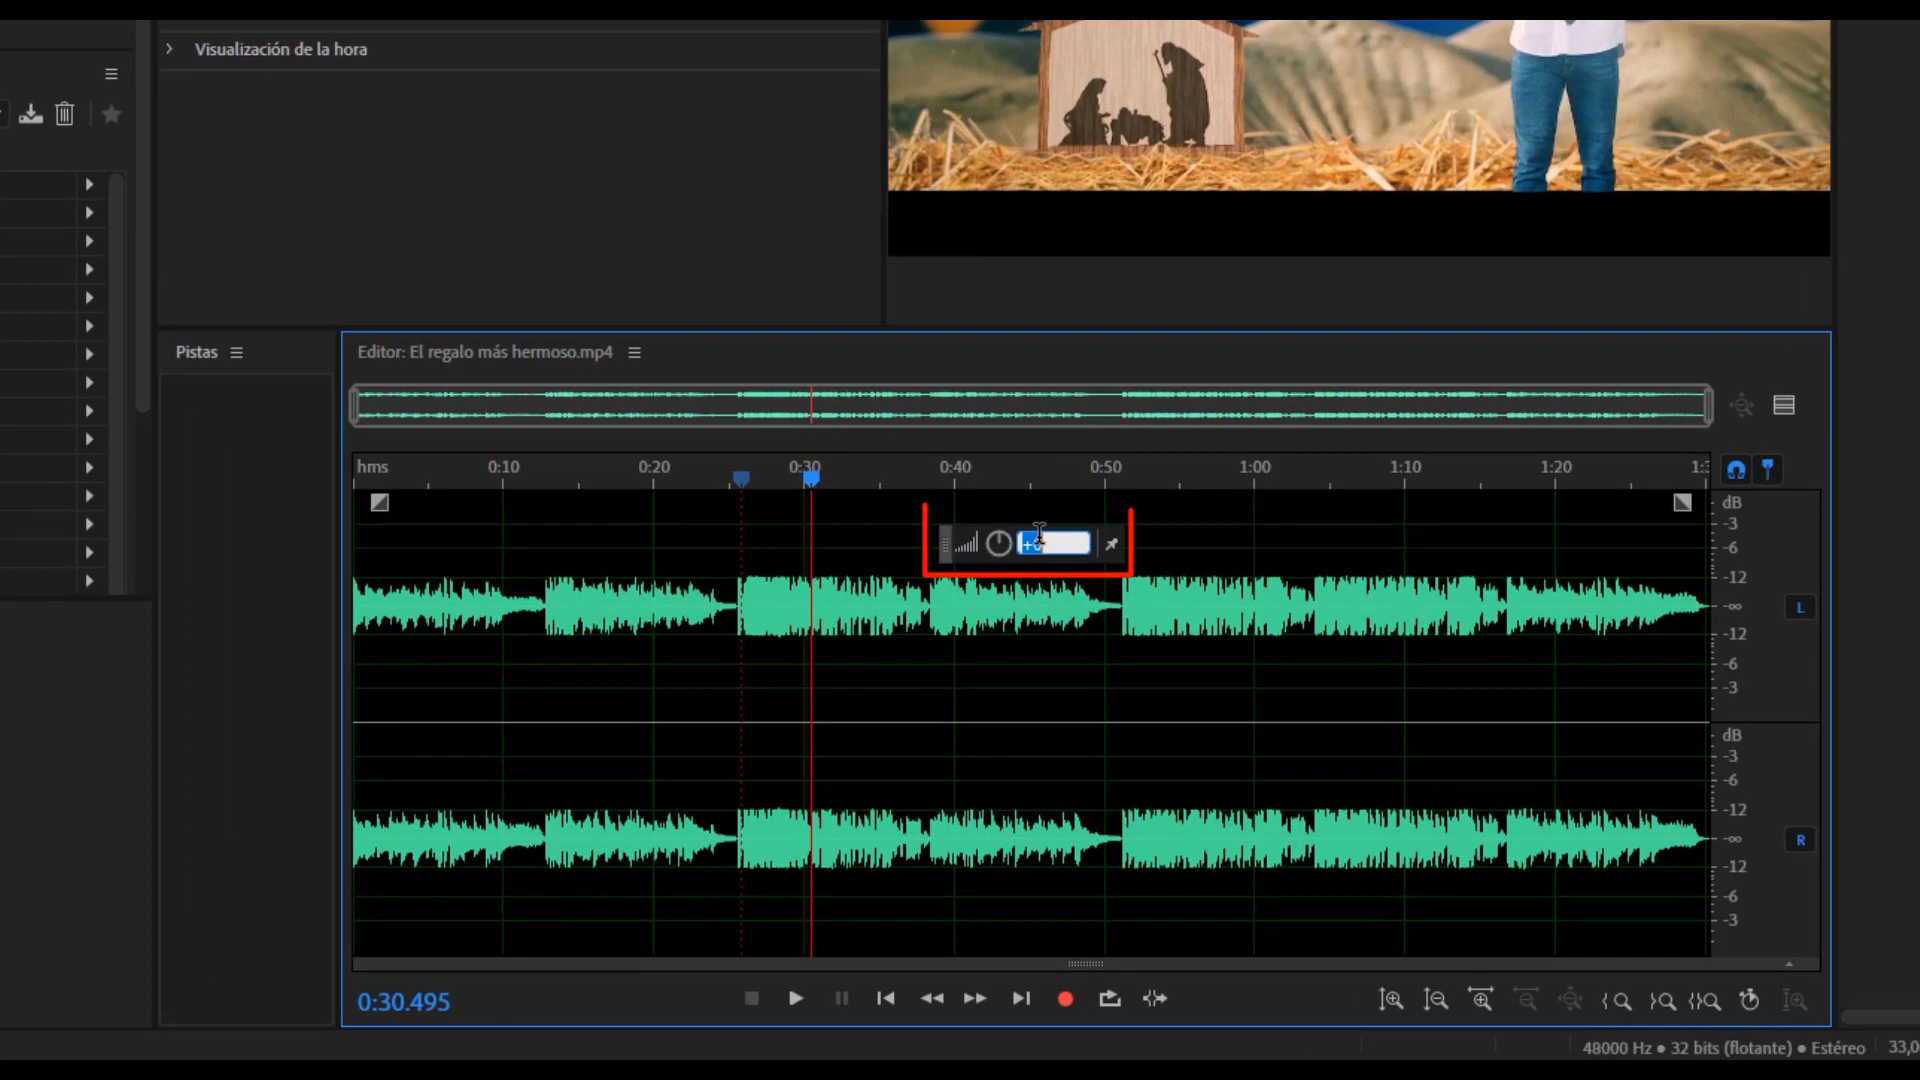 Visualización de la hora
Pistas
Editor: El regalo más hermoso.mp4
hms 0:10 0:20 0:30 0:40 0:50 1:00 1:10 1:20
dB
-3
-6
-12
-∞
-12
-6
-3
L
dB
-3
-6
-12
-∞
-12
-6
-3
R
0:30.495
48000 Hz • 32 bits (flotante) • Estéreo